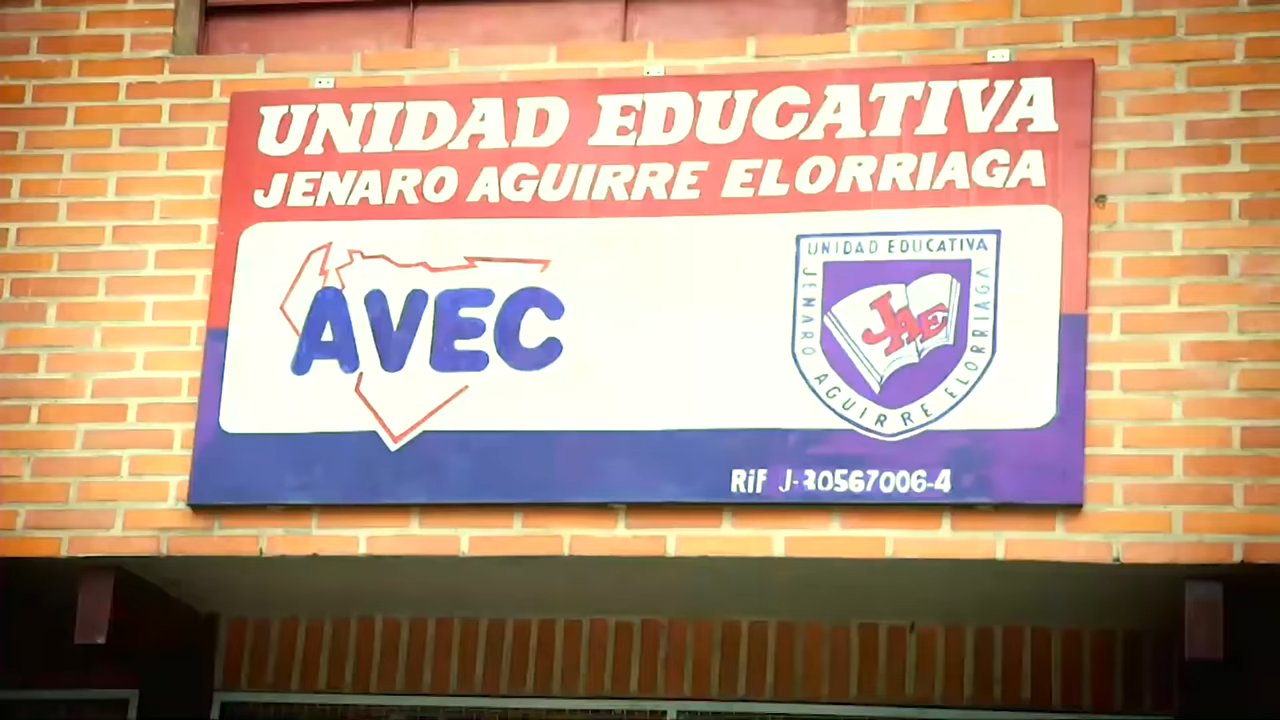 UNIDAD EDUCATIVA
JENARO AGUIRRE ELORRIAGA
AVEC
UNIDAD EDUCATIVA
JENARO AGUIRRE ELORRIAGA
JAE
RiF J-30567006-4